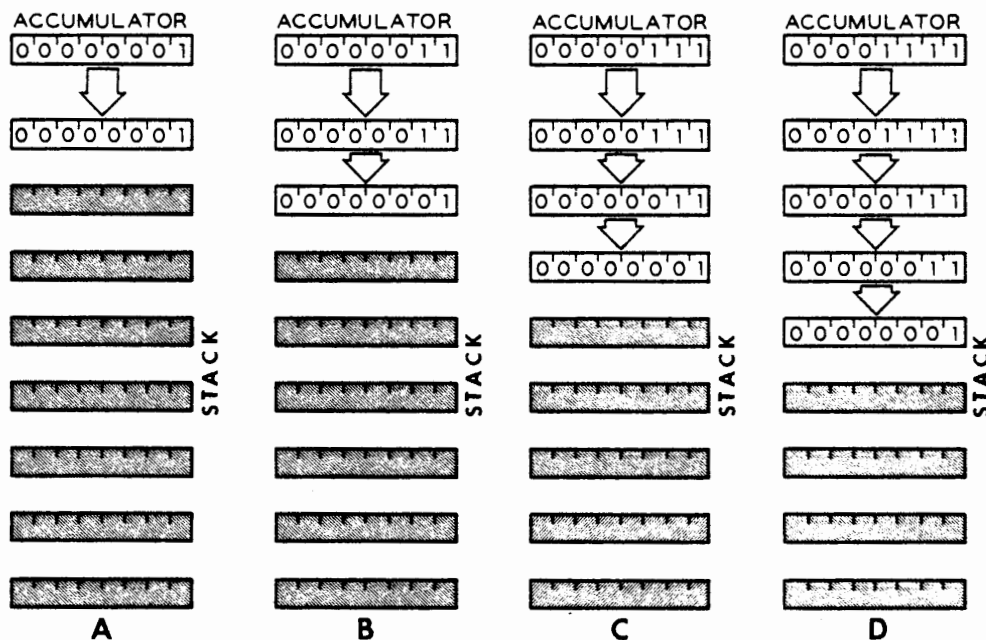 ACCUMULATOR ACCUMULATOR ACCUMULATOR ACCUMULATOR
00000001 00000011 00000111 00001111
00000001 00000011 00000111 00001111
00000001 00000011 00000111
00000001 00000011
00000001
STACK STACK STACK STACK
A B C D